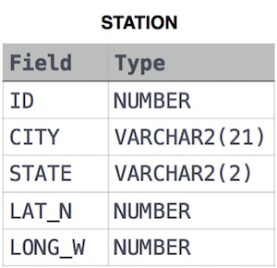 STATION
Field Type
ID NUMBER
CITY VARCHAR2(21)
STATE VARCHAR2(2)
LAT_N NUMBER
LONG_W NUMBER